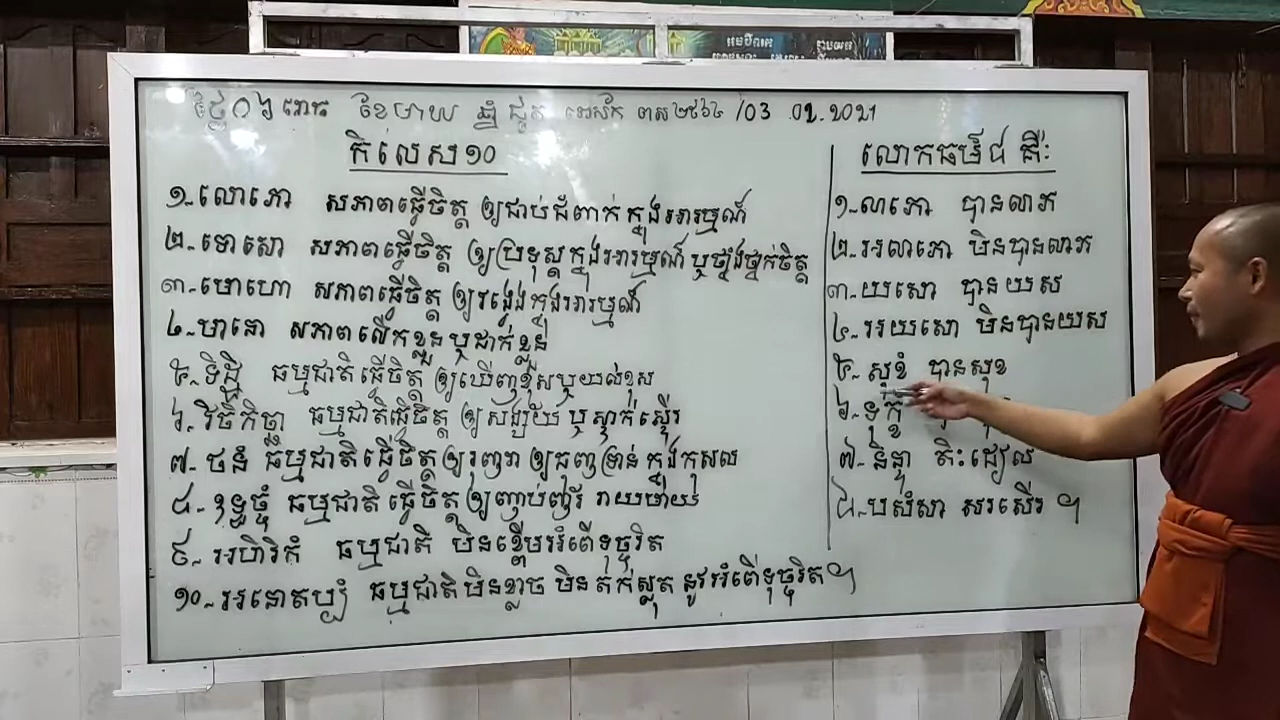 ថ្ងៃ ០៦ រោច ខែមាឃ ឆ្នាំ ជូត ពស ២៥៦៤ /03 .02.2021
កិលេស ១០
១- លោភោ សភាពធ្វើចិត្ត ឲ្យជាប់ជំពាក់ ក្នុងអារម្មណ៍
២- ទោសោ សភាពធ្វើចិត្ត ឲ្យប្រទុស្តក្នុងអារម្មណ៍ ឬថ្នាំងថ្នាក់ចិត្ត
៣- មោហោ សភាពធ្វើចិត្ត ឲ្យវង្វេងក្នុងអារម្មណ៍
៤- មានោ សភាពលើកខ្លួន ឬដាក់ខ្លួន
៥- ទិដ្ឋិ ធម្មជាតិធ្វើចិត្ត ឲ្យឃើញខុសឬយល់ខុស
៦- វិចិកិច្ឆា ធម្មជាតិធ្វើចិត្ត ឲ្យសង្ស័យ ឬ ស្ទាក់ស្ទើរ
៧- ថីនំ ធម្មជាតិធ្វើចិត្ត ឲ្យរួញរា ឲ្យធុញទ្រាន់ ក្នុងកុសល
៨- ឧទ្ធច្ចំ ធម្មជាតិ ធ្វើចិត្ត ឲ្យញាប់ញ័រ រាយមាយ
៩- អហិរិកំ ធម្មជាតិ មិនខ្ពើមអំពើទុច្ចរិត
១០- អនោតប្បំ ធម្មជាតិមិនខ្លាច មិនតក់ស្លុត នូវអំពើទុច្ចរិត ។
លោកធម៌ ៨ គឺៈ
១- លាភោ បានលាភ
២- អលាភោ មិនបានលាភ
៣- យសោ បានយស
៤- អយសោ មិនបានយស
៥- សុខំ បានសុខ
៦- ទុក្ខំ
៧- និន្ទា តិះដៀល
៨- បសំសា សរសើរ ។